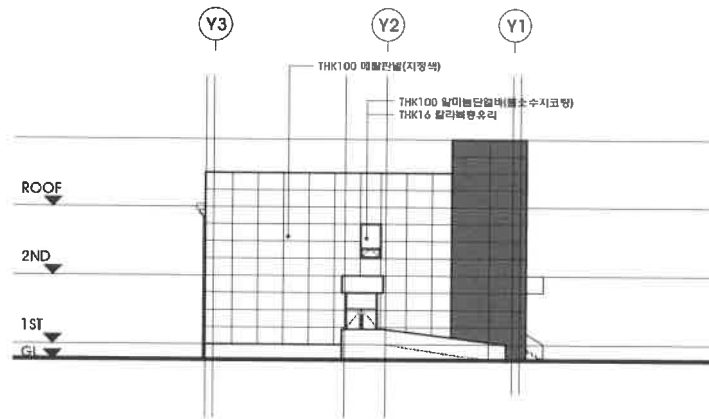 Y3
Y2
Y1
THK100 메탈판넬(지정색)
THK100 알미늄단열바(불소수지코팅)
THK16 칼라복층유리
ROOF
2ND
1ST
GL